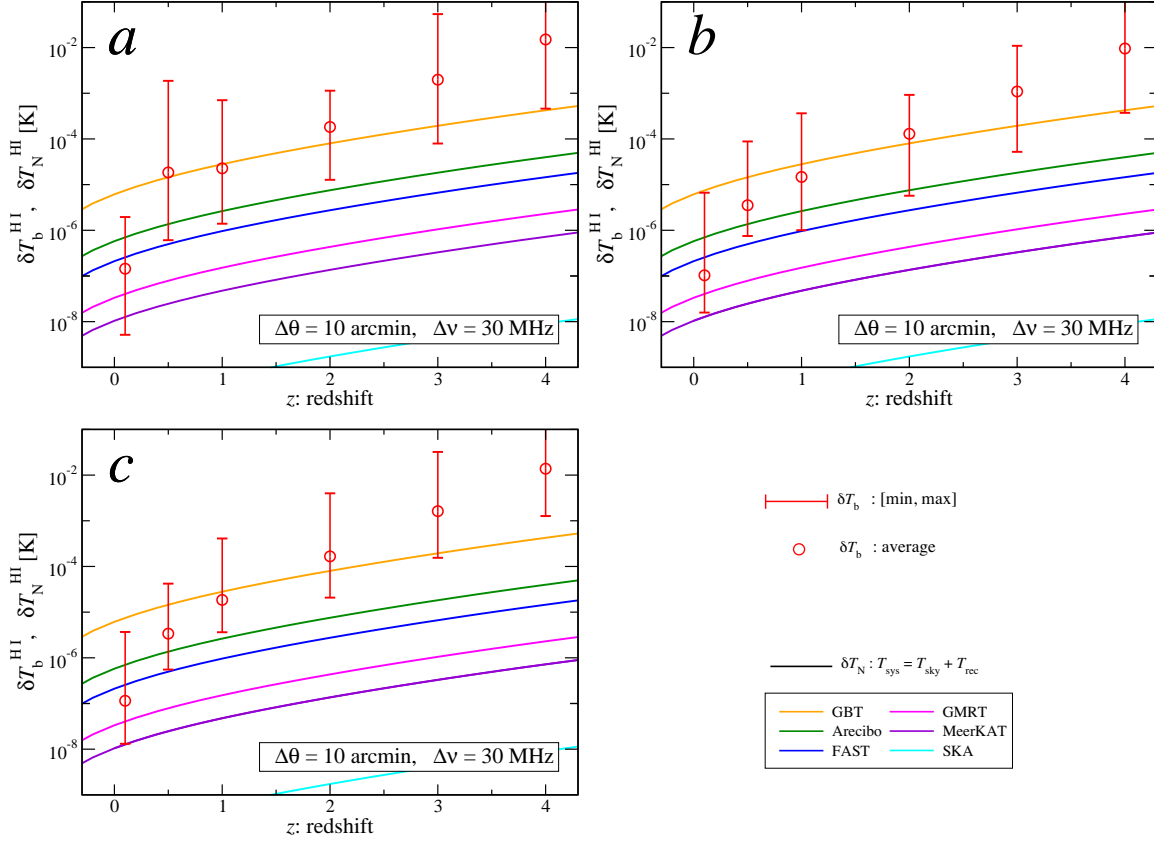 a
10⁻²
10⁻⁴
10⁻⁶
10⁻⁸
δT_b^HI , δT_N^HI [K]
Δθ = 10 arcmin, Δν = 30 MHz
0 1 2 3 4
z: redshift
b
10⁻²
10⁻⁴
10⁻⁶
10⁻⁸
δT_b^HI , δT_N^HI [K]
Δθ = 10 arcmin, Δν = 30 MHz
0 1 2 3 4
z: redshift
c
10⁻²
10⁻⁴
10⁻⁶
10⁻⁸
δT_b^HI , δT_N^HI [K]
Δθ = 10 arcmin, Δν = 30 MHz
0 1 2 3 4
z: redshift
δT_b : [min, max]
δT_b : average
δT_N : T_sys = T_sky + T_rec
GBT GMRT
Arecibo MeerKAT
FAST SKA